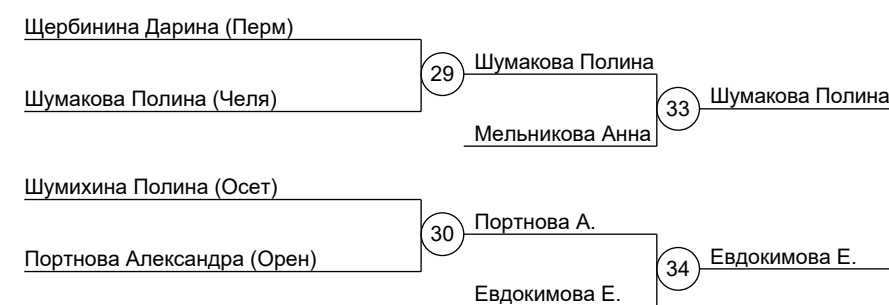 Щербинина Дарина (Перм)
29
Шумакова Полина
Шумакова Полина (Челя)
33
Шумакова Полина
Мельникова Анна
Шумихина Полина (Осет)
30
Портнова А.
Портнова Александра (Орен)
34
Евдокимова Е.
Евдокимова Е.